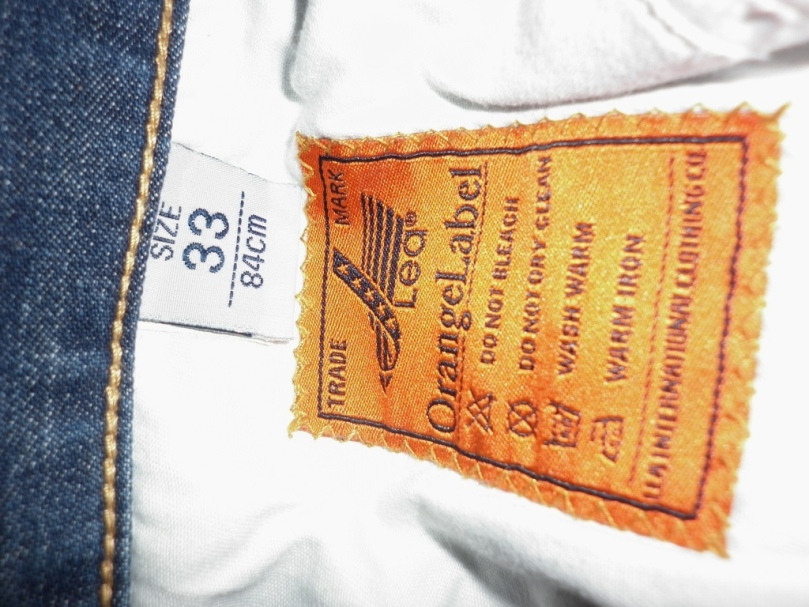 SIZE
33
84cm
TRADE MARK
Lea®
OrangeLabel
DO NOT BLEACH
DO NOT DRY CLEAN
WASH WARM
WARM IRON
INTERNATIONAL CLOTHING CO.